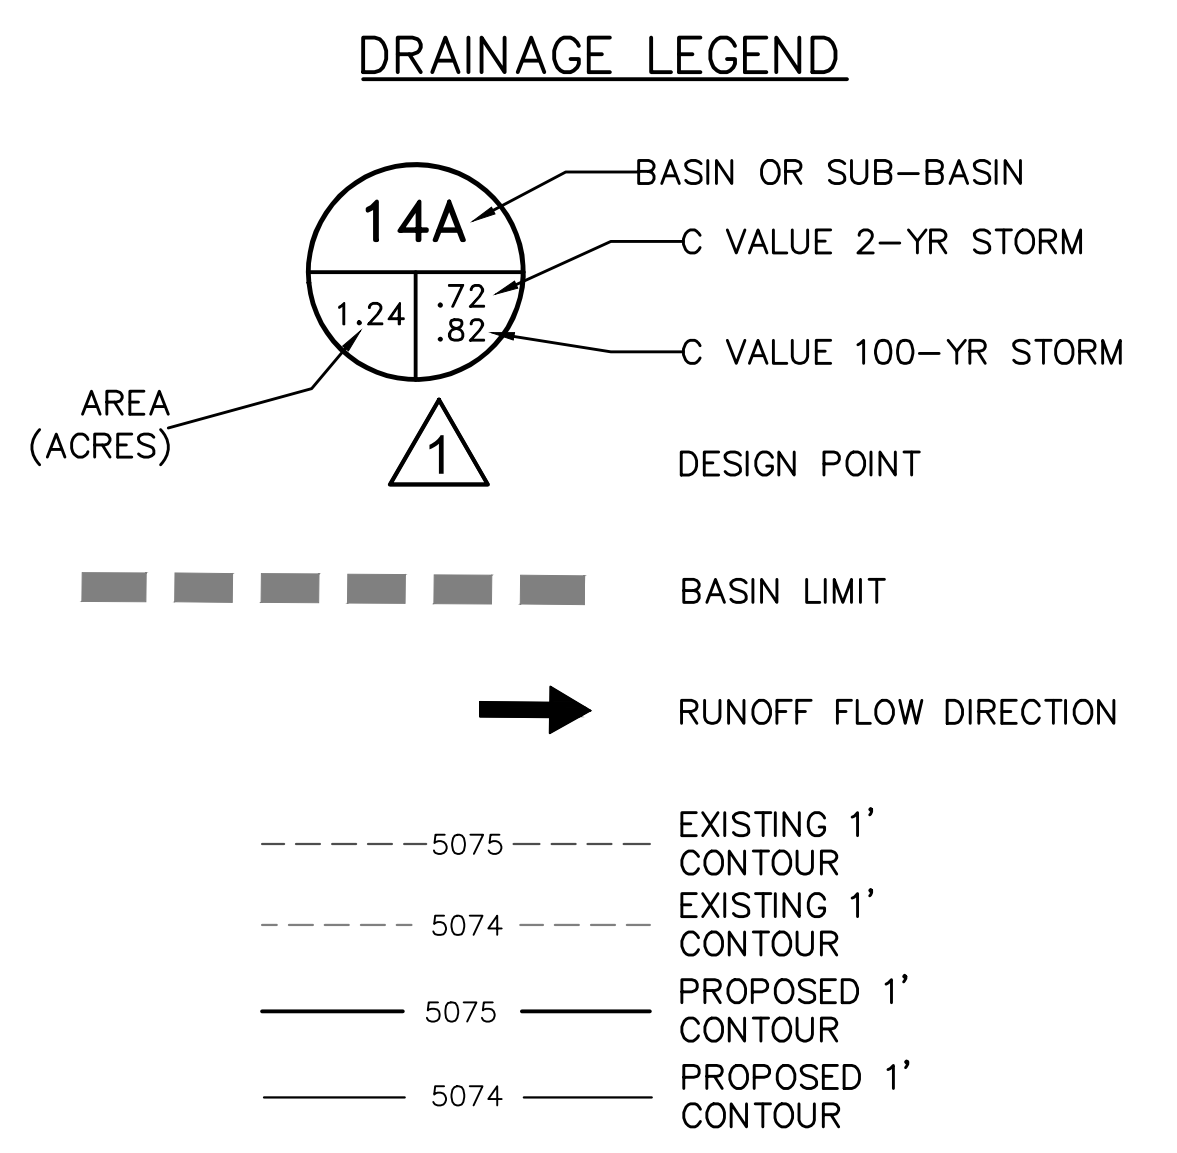 DRAINAGE LEGEND
BASIN OR SUB-BASIN
14A
C VALUE 2-YR STORM
.72
1.24
.82
C VALUE 100-YR STORM
AREA
(ACRES)
1
DESIGN POINT
BASIN LIMIT
RUNOFF FLOW DIRECTION
5075
EXISTING 1'
CONTOUR
5074
EXISTING 1'
CONTOUR
5075
PROPOSED 1'
CONTOUR
5074
PROPOSED 1'
CONTOUR